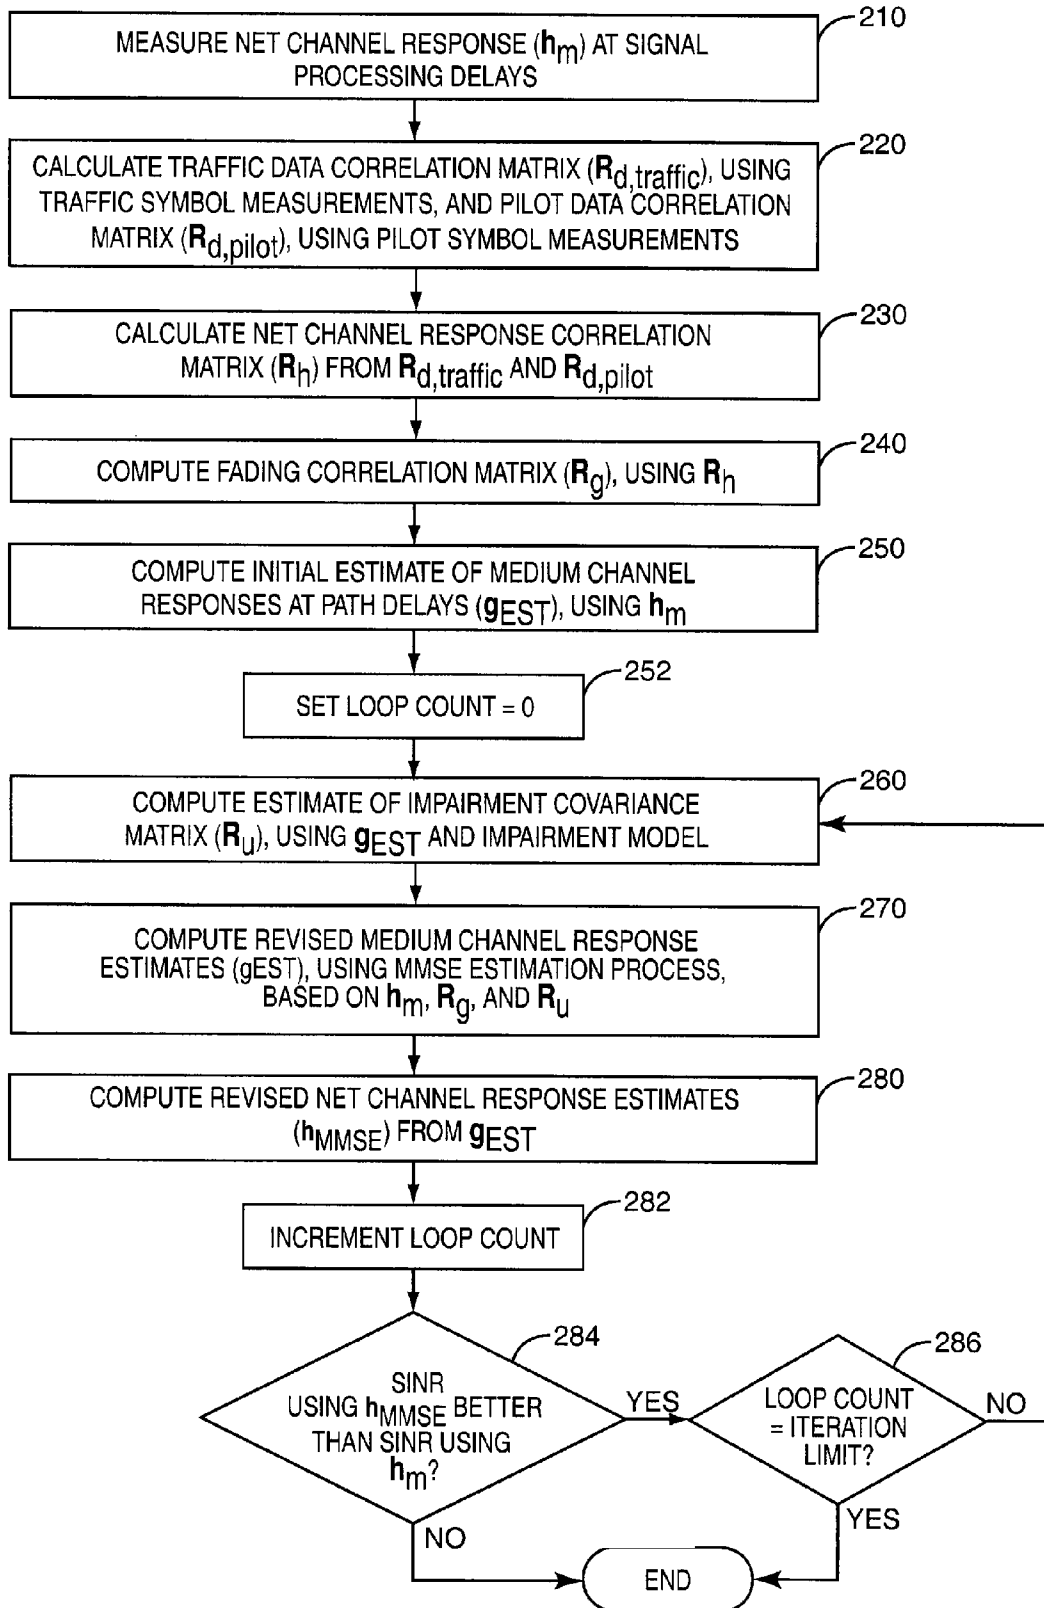 210
MEASURE NET CHANNEL RESPONSE (hm) AT SIGNAL
PROCESSING DELAYS
220
CALCULATE TRAFFIC DATA CORRELATION MATRIX (Rd,traffic), USING
TRAFFIC SYMBOL MEASUREMENTS, AND PILOT DATA CORRELATION
MATRIX (Rd,pilot), USING PILOT SYMBOL MEASUREMENTS
230
CALCULATE NET CHANNEL RESPONSE CORRELATION
MATRIX (Rh) FROM Rd,traffic AND Rd,pilot
240
COMPUTE FADING CORRELATION MATRIX (Rg), USING Rh
250
COMPUTE INITIAL ESTIMATE OF MEDIUM CHANNEL
RESPONSES AT PATH DELAYS (gEST), USING hm
252
SET LOOP COUNT = 0
260
COMPUTE ESTIMATE OF IMPAIRMENT COVARIANCE
MATRIX (Ru), USING gEST AND IMPAIRMENT MODEL
270
COMPUTE REVISED MEDIUM CHANNEL RESPONSE
ESTIMATES (gEST), USING MMSE ESTIMATION PROCESS,
BASED ON hm, Rg, AND Ru
280
COMPUTE REVISED NET CHANNEL RESPONSE ESTIMATES
(hMMSE) FROM gEST
282
INCREMENT LOOP COUNT
284
SINR
USING hMMSE BETTER
THAN SINR USING
hm?
YES
NO
286
LOOP COUNT
= ITERATION
LIMIT?
NO
YES
END